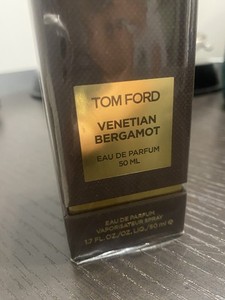 TOM FORD
VENETIAN
BERGAMOT
EAU DE PARFUM
50 ML
EAU DE PARFUM
VAPORISATEUR SPRAY
1.7 FL.OZ./OZ. LIQ./50 ml ℮